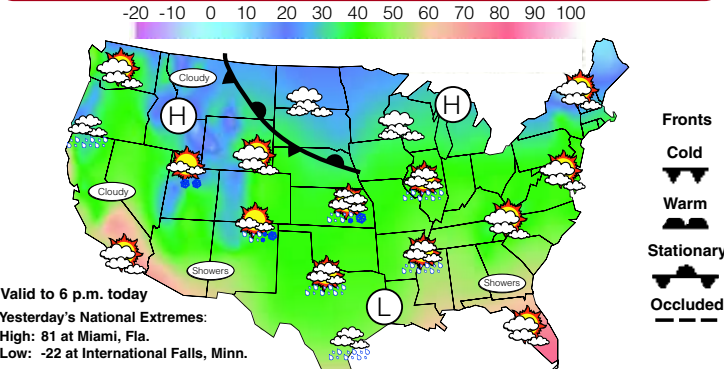 -20 -10 0 10 20 30 40 50 60 70 80 90 100
Cloudy
H
H
Cloudy
Showers
Showers
L
Fronts
Cold
Warm
Stationary
Occluded
Valid to 6 p.m. today
Yesterday's National Extremes:
High: 81 at Miami, Fla.
Low: -22 at International Falls, Minn.